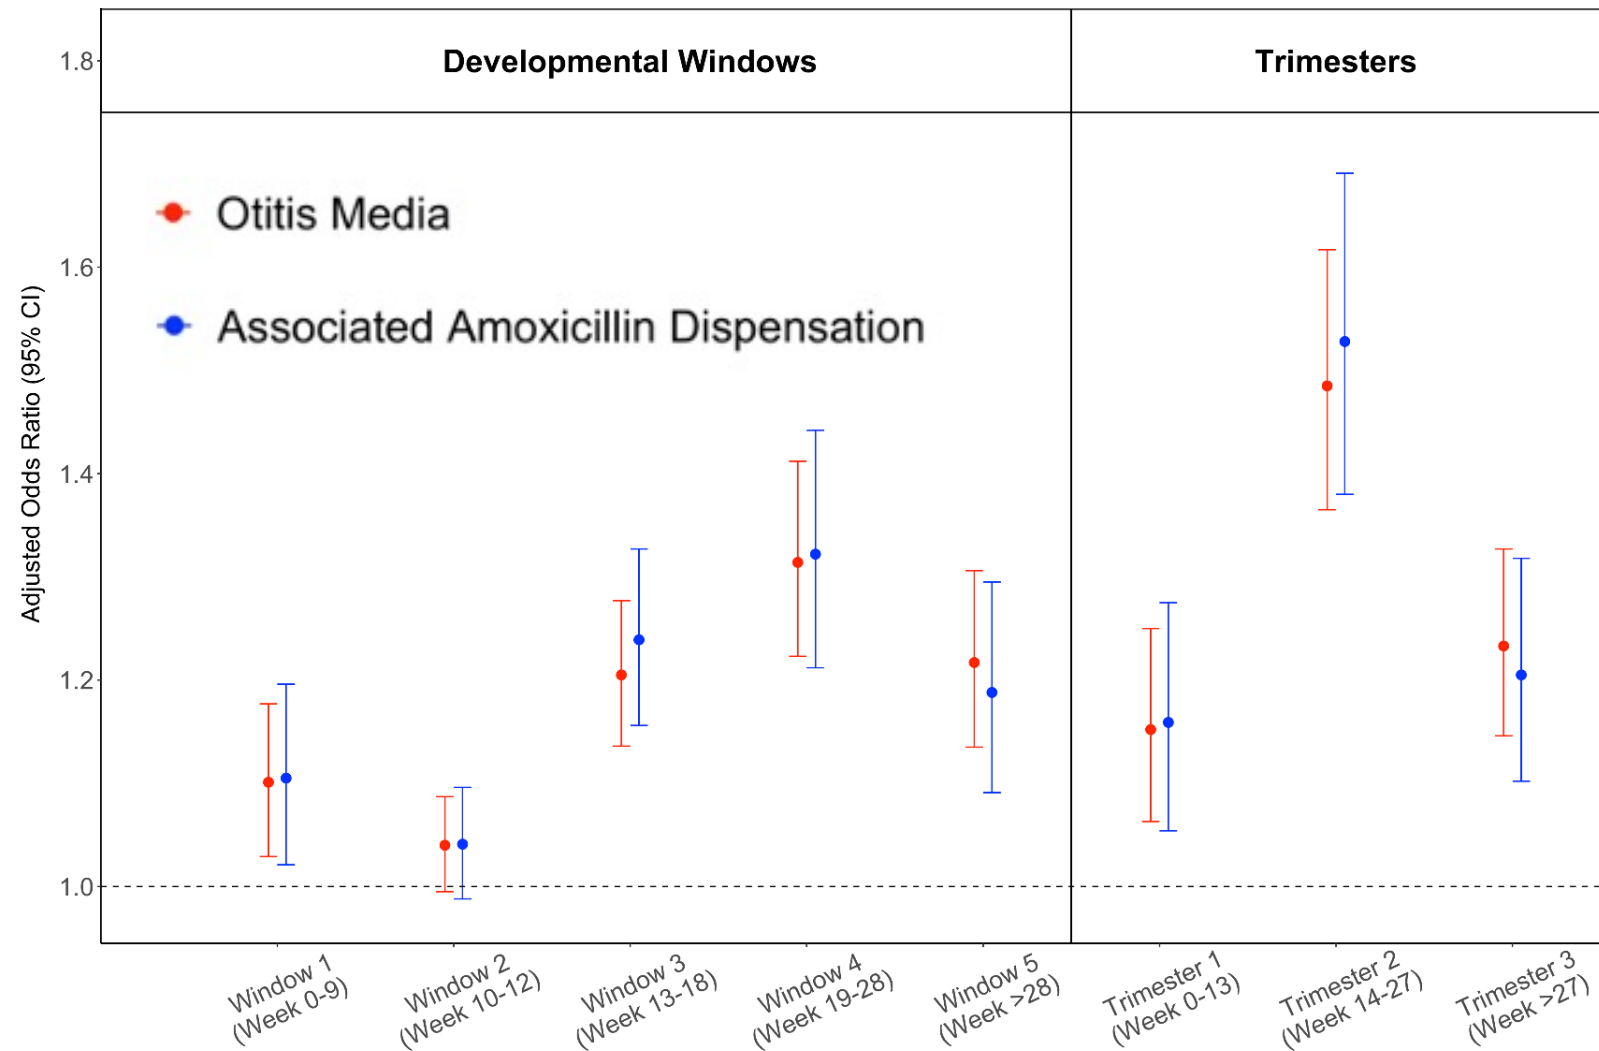 Developmental Windows
Trimesters
1.8
1.6
1.4
1.2
1.0
Adjusted Odds Ratio (95% CI)
Otitis Media
Associated Amoxicillin Dispensation
Window 1
(Week 0-9)
Window 2
(Week 10-12)
Window 3
(Week 13-18)
Window 4
(Week 19-28)
Window 5
(Week >28)
Trimester 1
(Week 0-13)
Trimester 2
(Week 14-27)
Trimester 3
(Week >27)